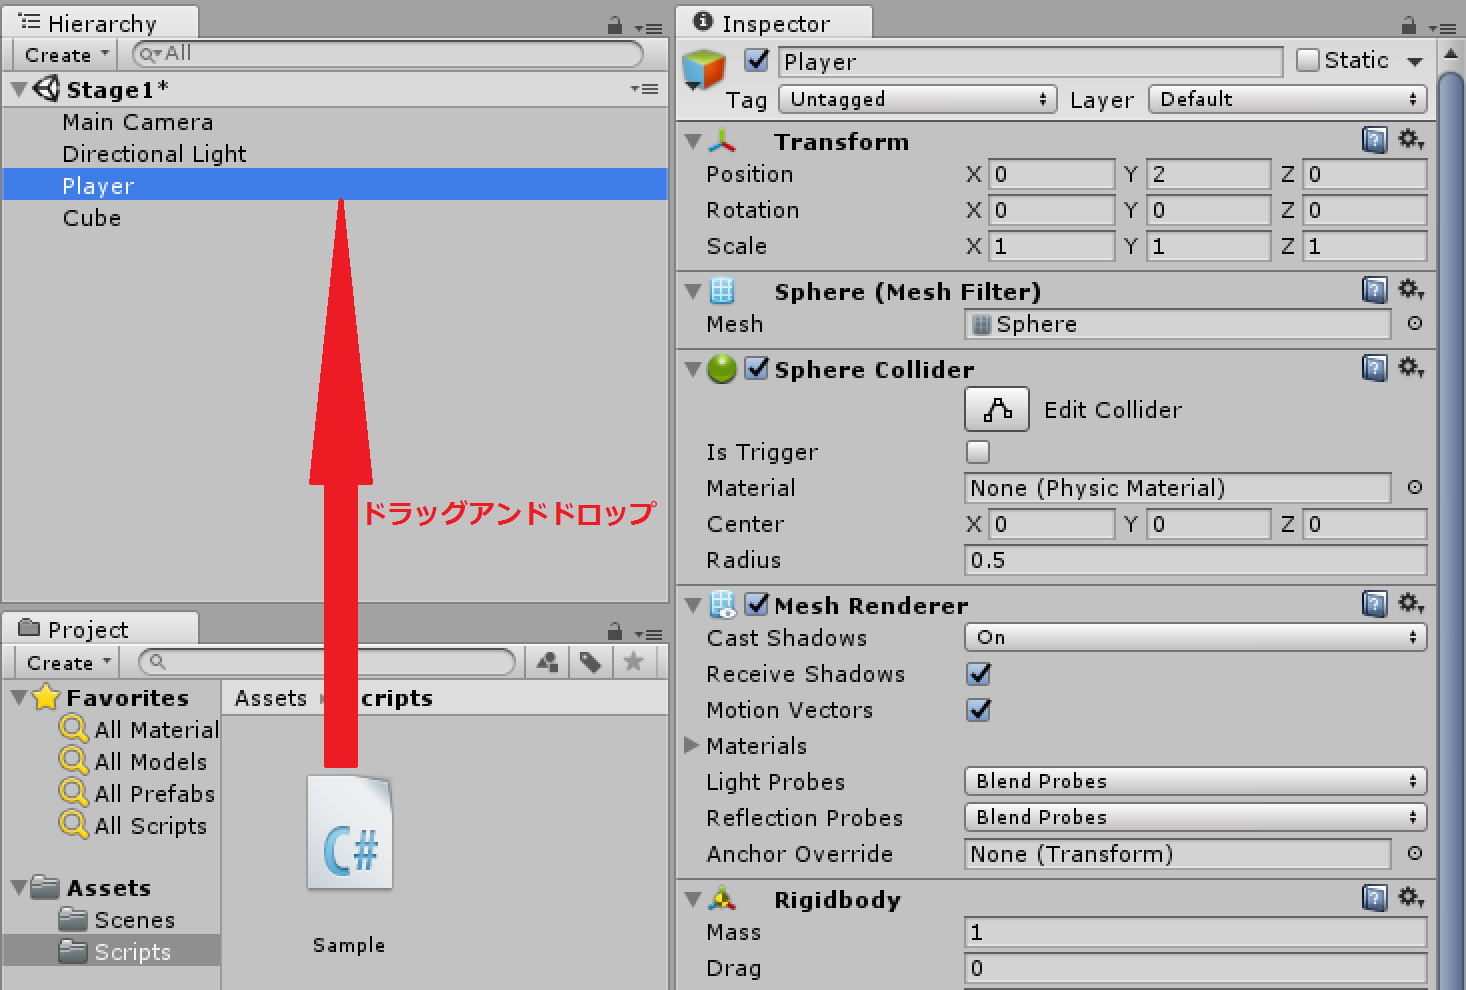 Hierarchy
Create
All
Stage1*
Main Camera
Directional Light
Player
Cube
ドラッグアンドドロップ
Project
Create
Favorites
All Material
All Models
All Prefabs
All Scripts
Assets
Scenes
Scripts
Assets cripts
C#
Sample
Inspector
Player Static
Tag Untagged Layer Default
Transform
Position X 0 Y 2 Z 0
Rotation X 0 Y 0 Z 0
Scale X 1 Y 1 Z 1
Sphere (Mesh Filter)
Mesh Sphere
Sphere Collider
Edit Collider
Is Trigger
Material None (Physic Material)
Center X 0 Y 0 Z 0
Radius 0.5
Mesh Renderer
Cast Shadows On
Receive Shadows
Motion Vectors
Materials
Light Probes Blend Probes
Reflection Probes Blend Probes
Anchor Override None (Transform)
Rigidbody
Mass 1
Drag 0